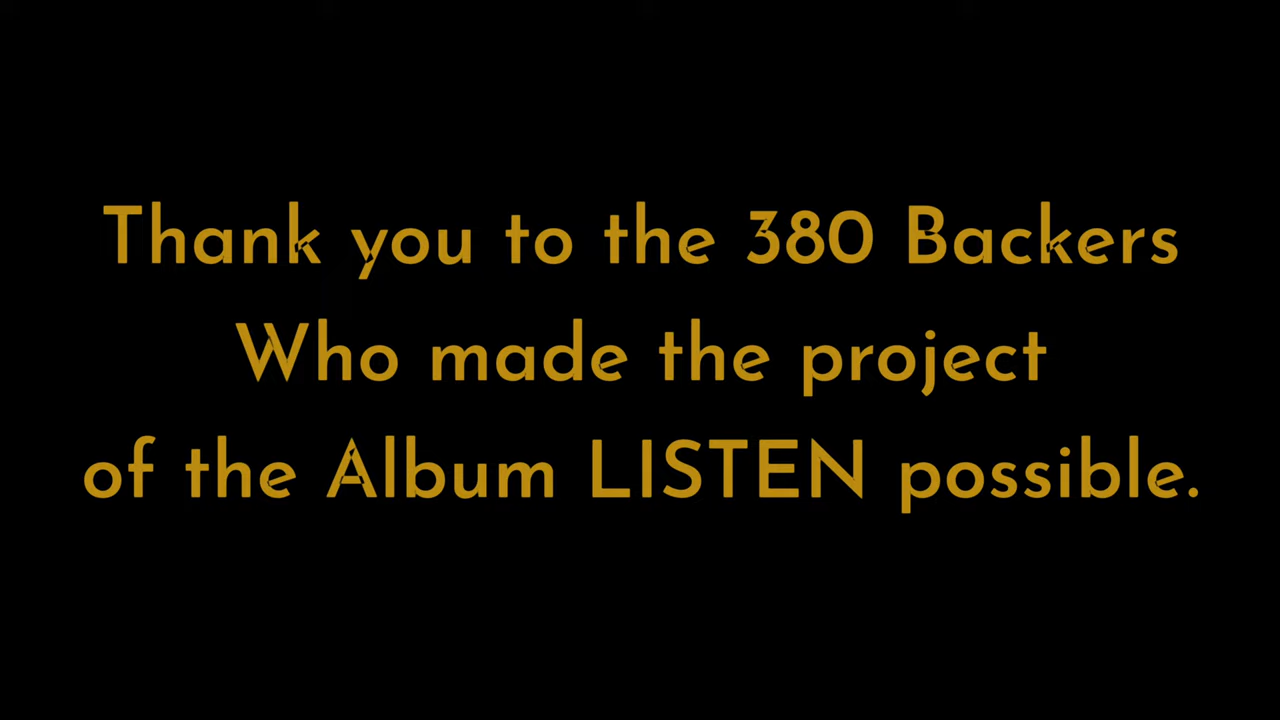 Thank you to the 380 Backers
Who made the project
of the Album LISTEN possible.